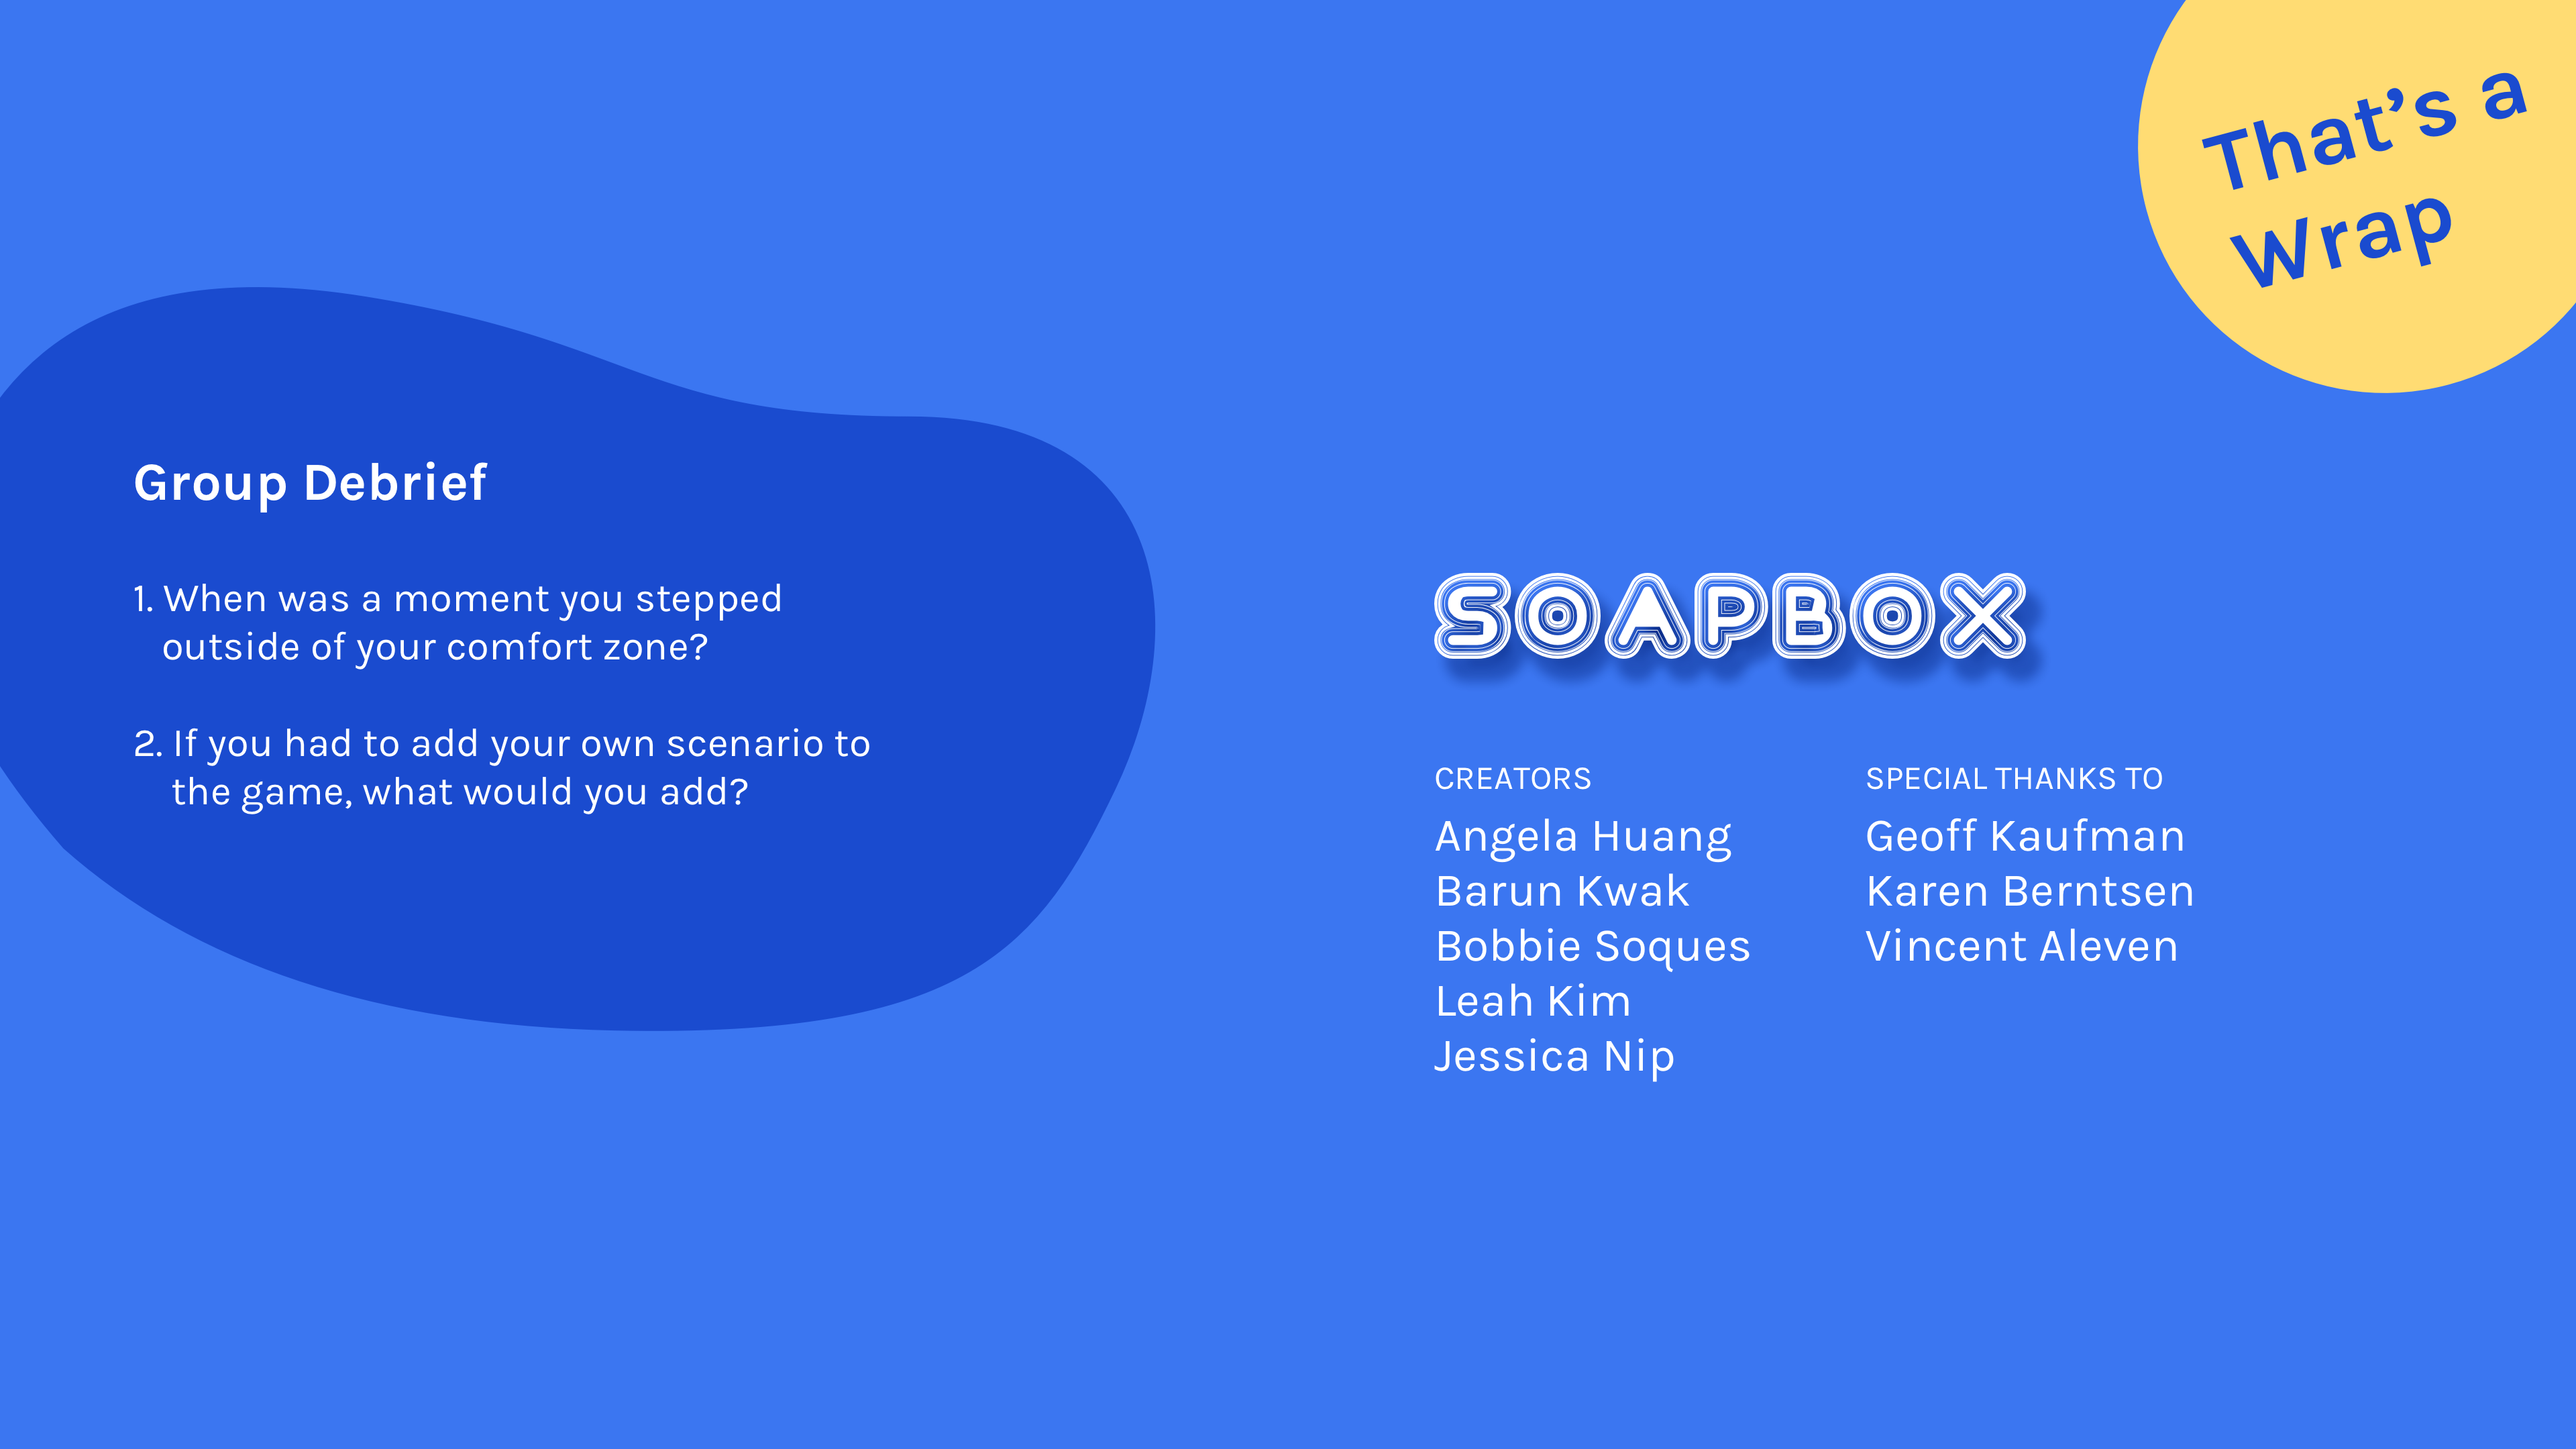 That's a
Wrap
Group Debrief
1. When was a moment you stepped
outside of your comfort zone?
2. If you had to add your own scenario to
the game, what would you add?
SOAPBOX
CREATORS
Angela Huang
Barun Kwak
Bobbie Soques
Leah Kim
Jessica Nip
SPECIAL THANKS TO
Geoff Kaufman
Karen Berntsen
Vincent Aleven